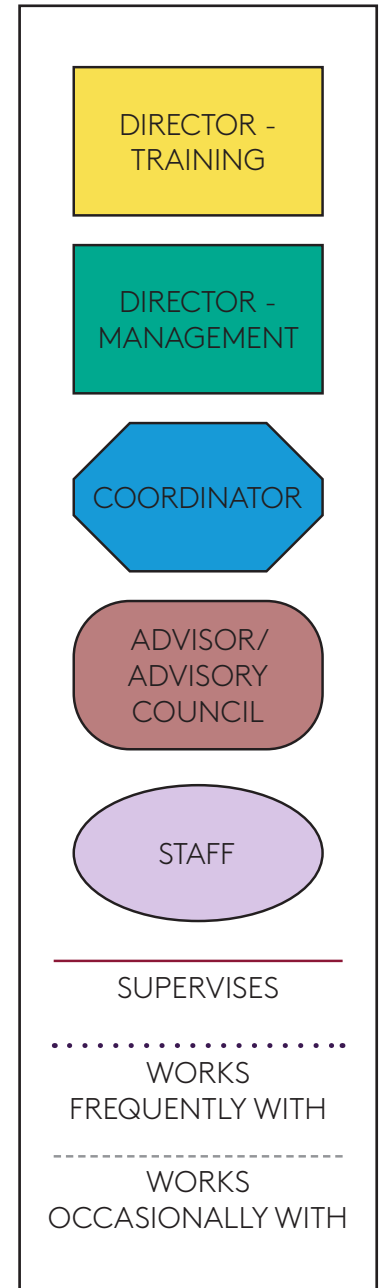 DIRECTOR -
TRAINING
DIRECTOR -
MANAGEMENT
COORDINATOR
ADVISOR/
ADVISORY
COUNCIL
STAFF
SUPERVISES
WORKS
FREQUENTLY WITH
WORKS
OCCASIONALLY WITH